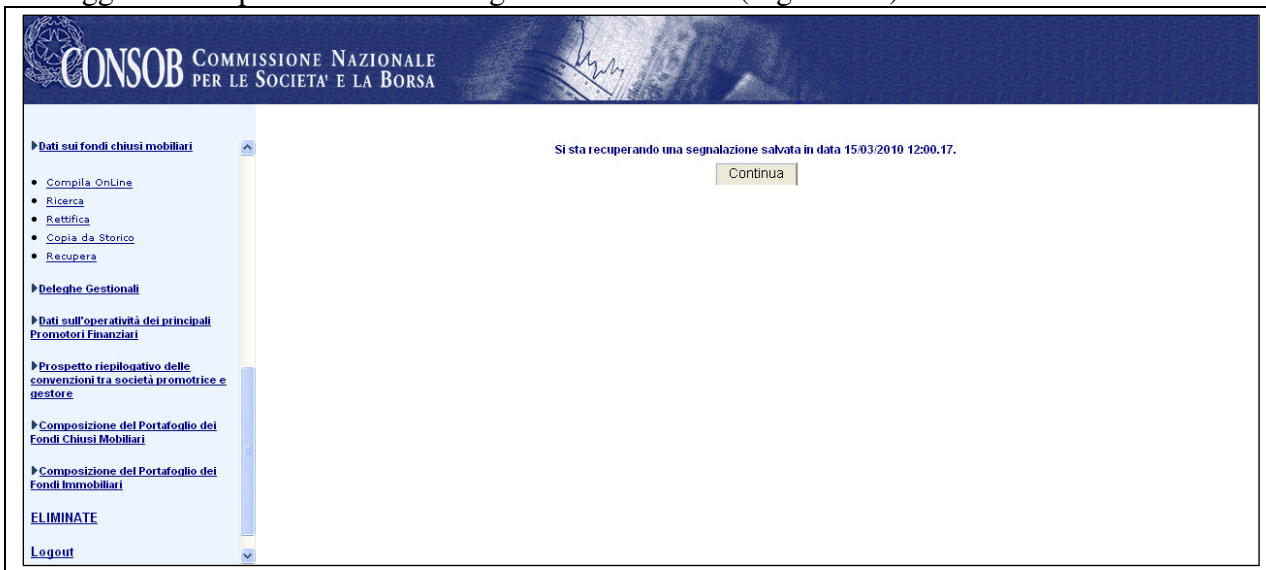 CONSOB COMMISSIONE NAZIONALE
PER LE SOCIETA' E LA BORSA
Dati sui fondi chiusi mobiliari
Compila OnLine
Ricerca
Rettifica
Copia da Storico
Recupera
Deleghe Gestionali
Dati sull'operatività dei principali
Promotori Finanziari
Prospetto riepilogativo delle
convenzioni tra società promotrice e
gestore
Composizione del Portafoglio dei
Fondi Chiusi Mobiliari
Composizione del Portafoglio dei
Fondi Immobiliari
ELIMINATE
Logout
Si sta recuperando una segnalazione salvata in data 15/03/2010 12:00.17.
Continua